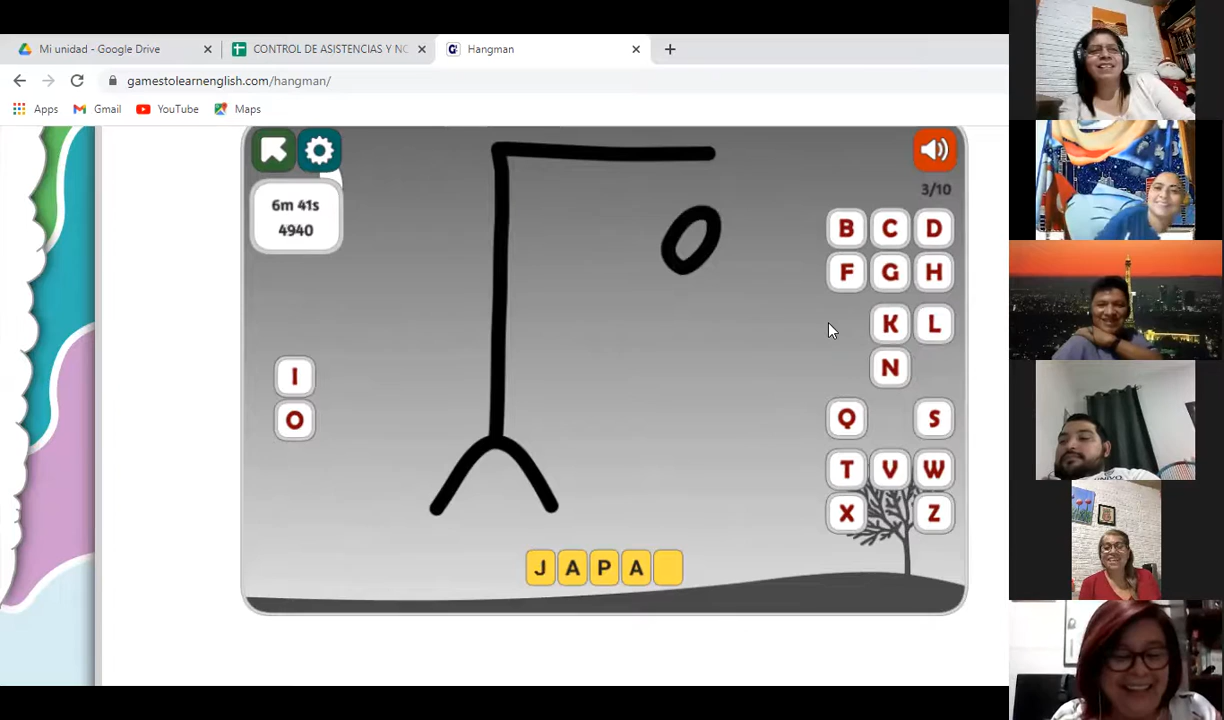 Mi unidad - Google Drive
CONTROL DE ASISTENCIAS Y NO
Hangman
gamestolearnenglish.com/hangman/
Apps Gmail YouTube Maps
6m 41s
4940
3/10
B C D
F G H
K L
N
Q S
T V W
X Z
I
O
J A P A